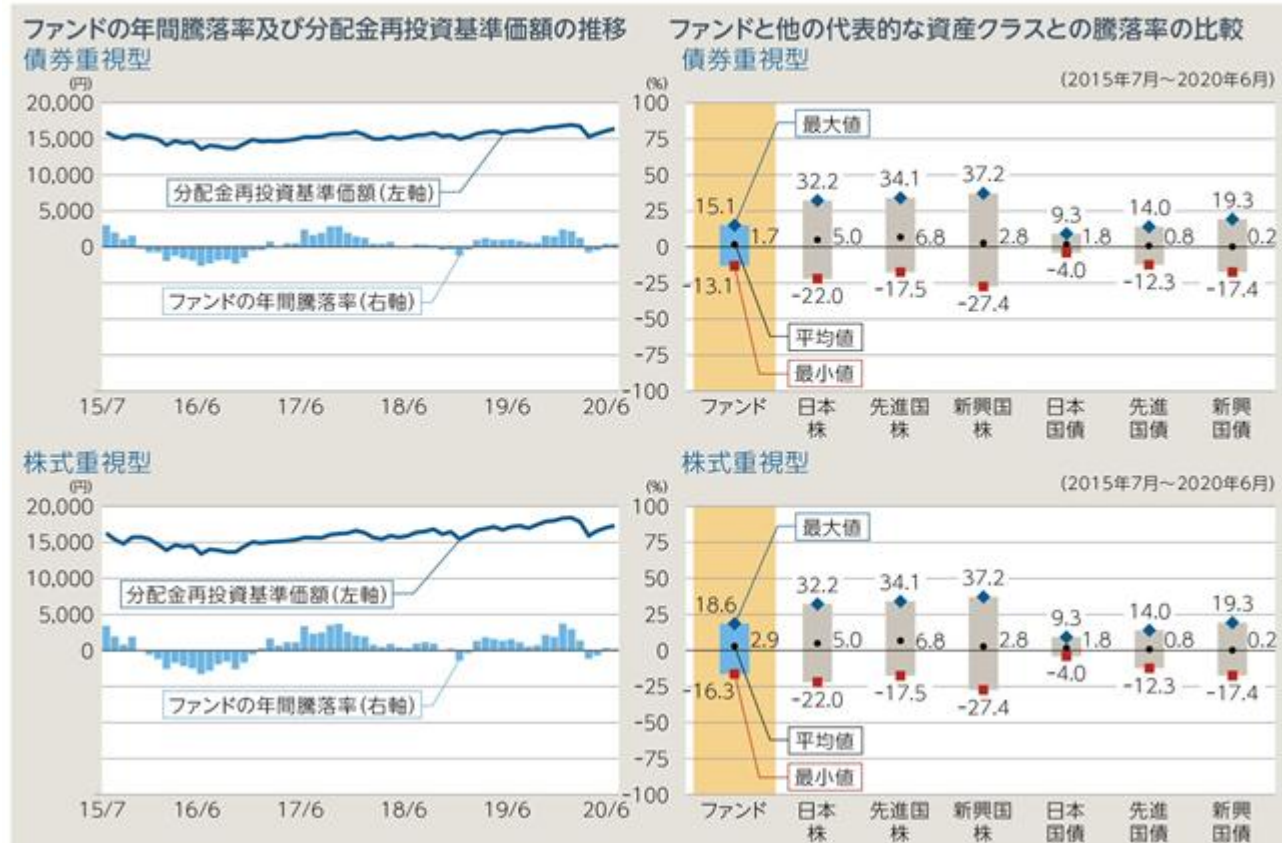 ファンドの年間騰落率及び分配金再投資基準価額の推移
債券重視型
(円)
20,000
15,000
10,000
5,000
0
分配金再投資基準価額(左軸)
ファンドの年間騰落率(右軸)
15/7 16/6 17/6 18/6 19/6 20/6
ファンドと他の代表的な資産クラスとの騰落率の比較
債券重視型
(2015年7月~2020年6月)
(%)
100
75
50
25
0
-25
-50
-75
-100
最大値
15.1 32.2 34.1 37.2 9.3 14.0 19.3
1.7 5.0 6.8 2.8 1.8 0.8 0.2
-13.1 -22.0 -17.5 -27.4 -4.0 -12.3 -17.4
平均値
最小値
ファンド 日本 先進国 新興国 日本 先進 新興
株 株 株 国債 国債 国債
株式重視型
(円)
20,000
15,000
10,000
5,000
0
分配金再投資基準価額(左軸)
ファンドの年間騰落率(右軸)
15/7 16/6 17/6 18/6 19/6 20/6
株式重視型
(2015年7月~2020年6月)
(%)
100
75
50
25
0
-25
-50
-75
-100
最大値
18.6 32.2 34.1 37.2 9.3 14.0 19.3
2.9 5.0 6.8 2.8 1.8 0.8 0.2
-16.3 -22.0 -17.5 -27.4 -4.0 -12.3 -17.4
平均値
最小値
ファンド 日本 先進国 新興国 日本 先進 新興
株 株 株 国債 国債 国債